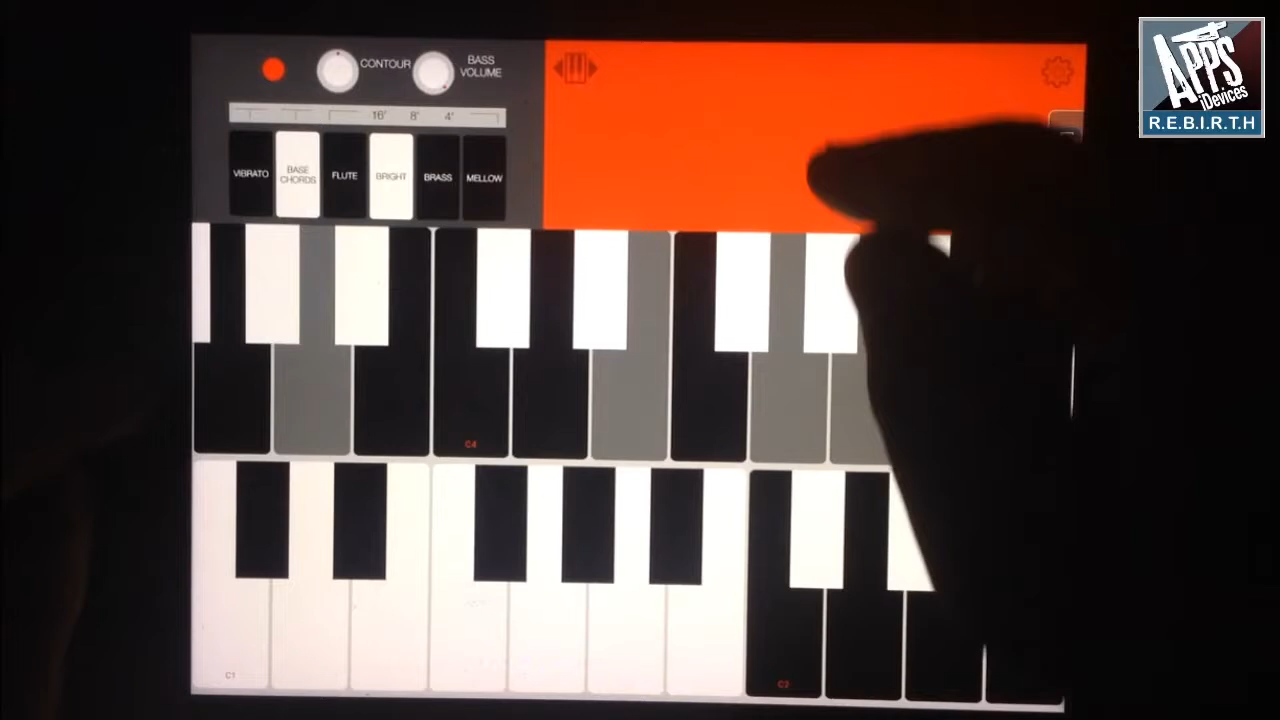 CONTOUR
BASS
VOLUME
16' 8' 4'
VIBRATO
BASE
CHORDS
FLUTE
BRIGHT
BRASS
MELLOW
C4
C1
C2
APPS
iDevices
R.E.B.I.R.T.H